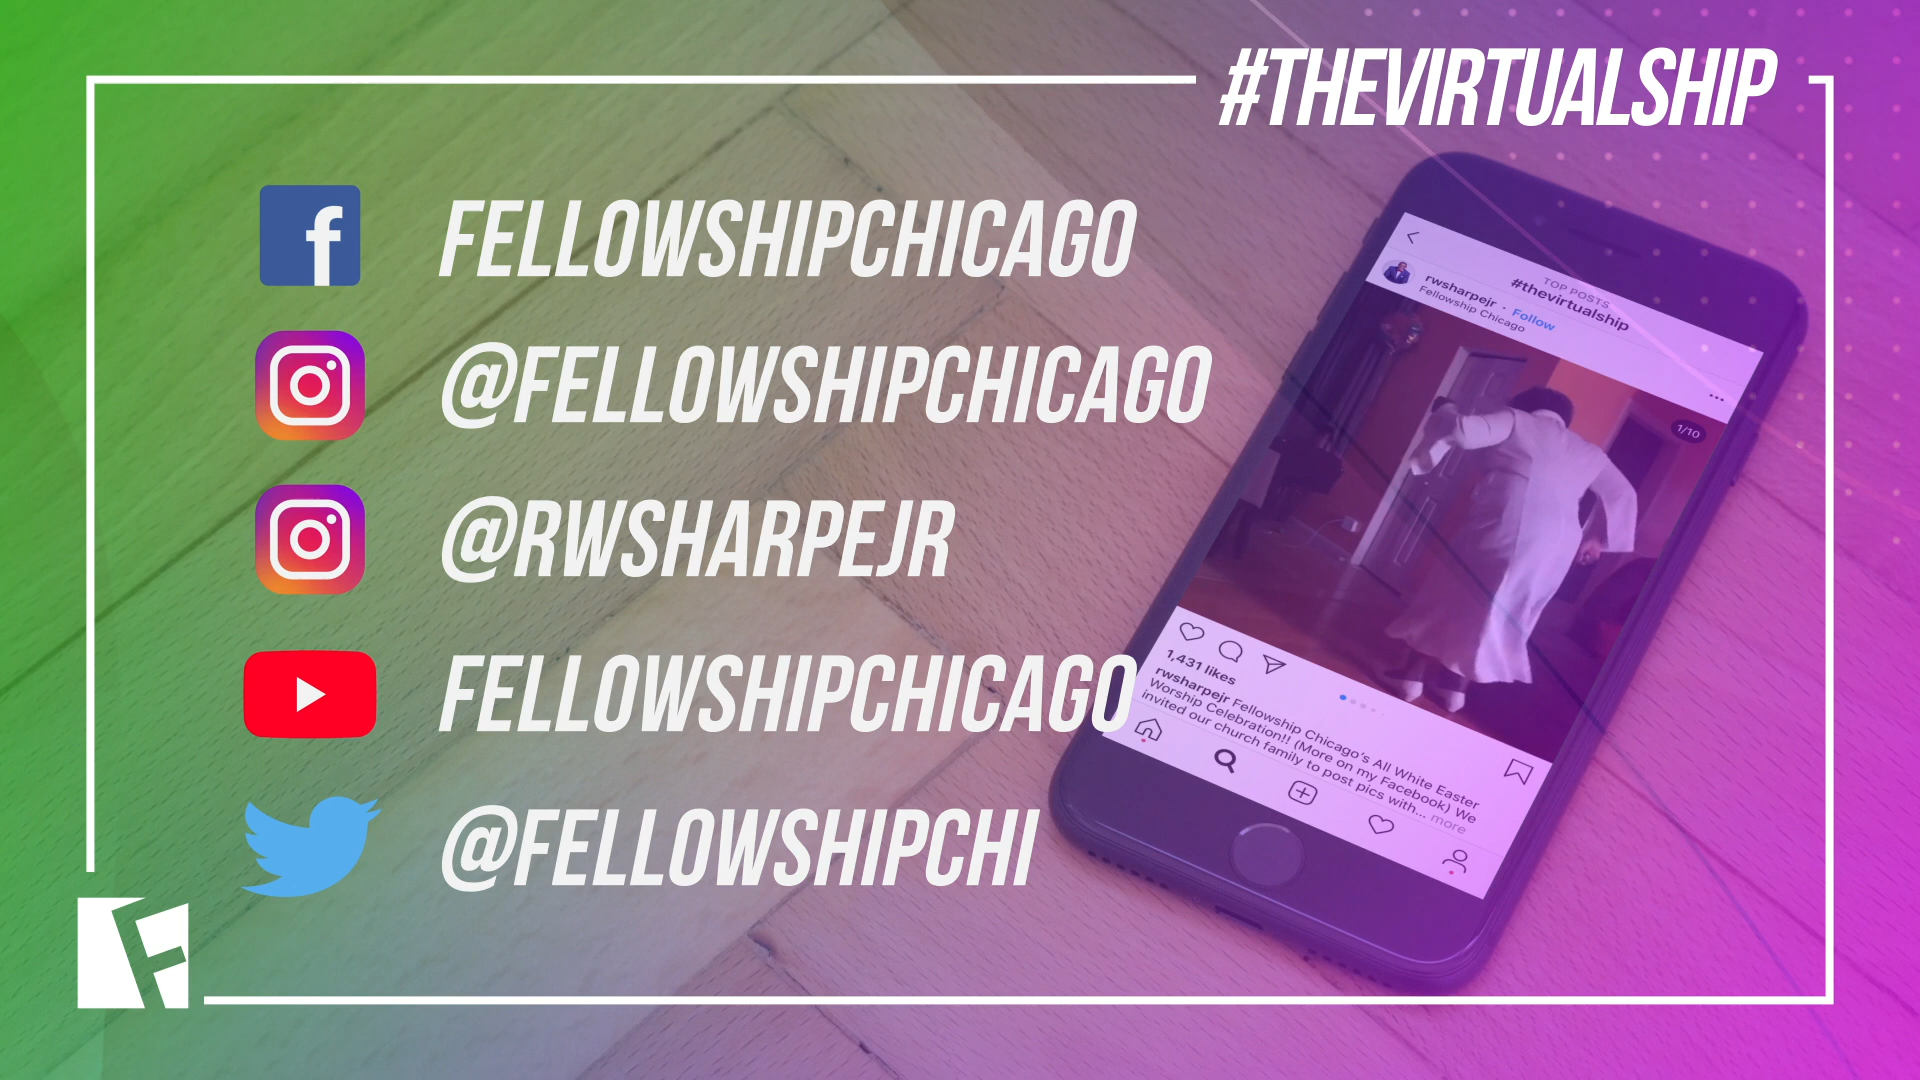 #THEVIRTUALSHIP
FELLOWSHIPCHICAGO
@FELLOWSHIPCHICAGO
@RWSHARPEJR
FELLOWSHIPCHICAGO
@FELLOWSHIPCHI
TOP POSTS
#thevirtualship
rwsharpejr · Follow
Fellowship Chicago
1/10
1,431 likes
rwsharpejr Fellowship Chicago's All White Easter
Worship Celebration!! (More on my Facebook) We
invited our church family to post pics with... more
F